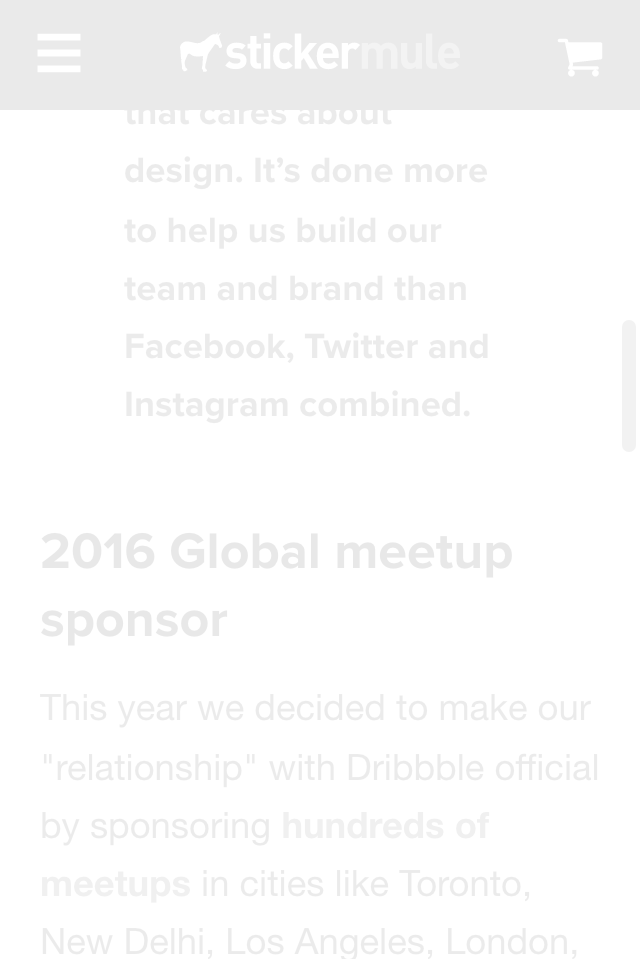 stickermule
that cares about
design. It’s done more
to help us build our
team and brand than
Facebook, Twitter and
Instagram combined.
2016 Global meetup
sponsor
This year we decided to make our
"relationship" with Dribbble official
by sponsoring hundreds of
meetups in cities like Toronto,
New Delhi, Los Angeles, London,